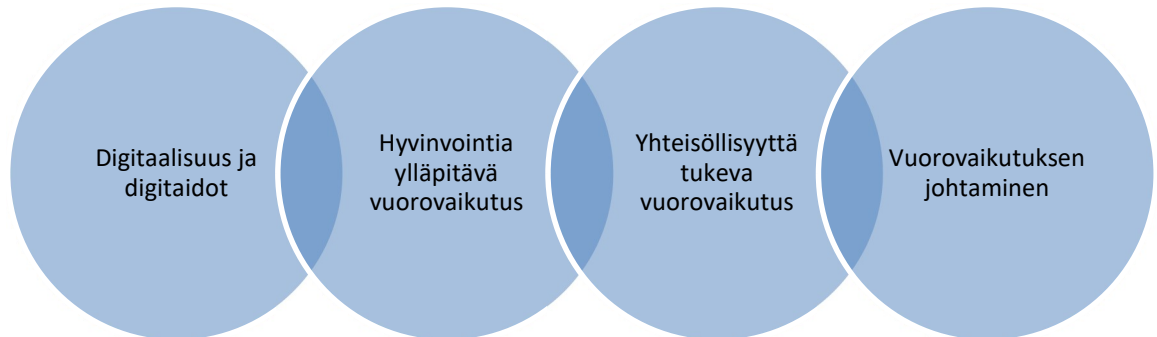 Digitaalisuus ja
digitaidot
Hyvinvointia
ylläpitävä
vuorovaikutus
Yhteisöllisyyttä
tukeva
vuorovaikutus
Vuorovaikutuksen
johtaminen